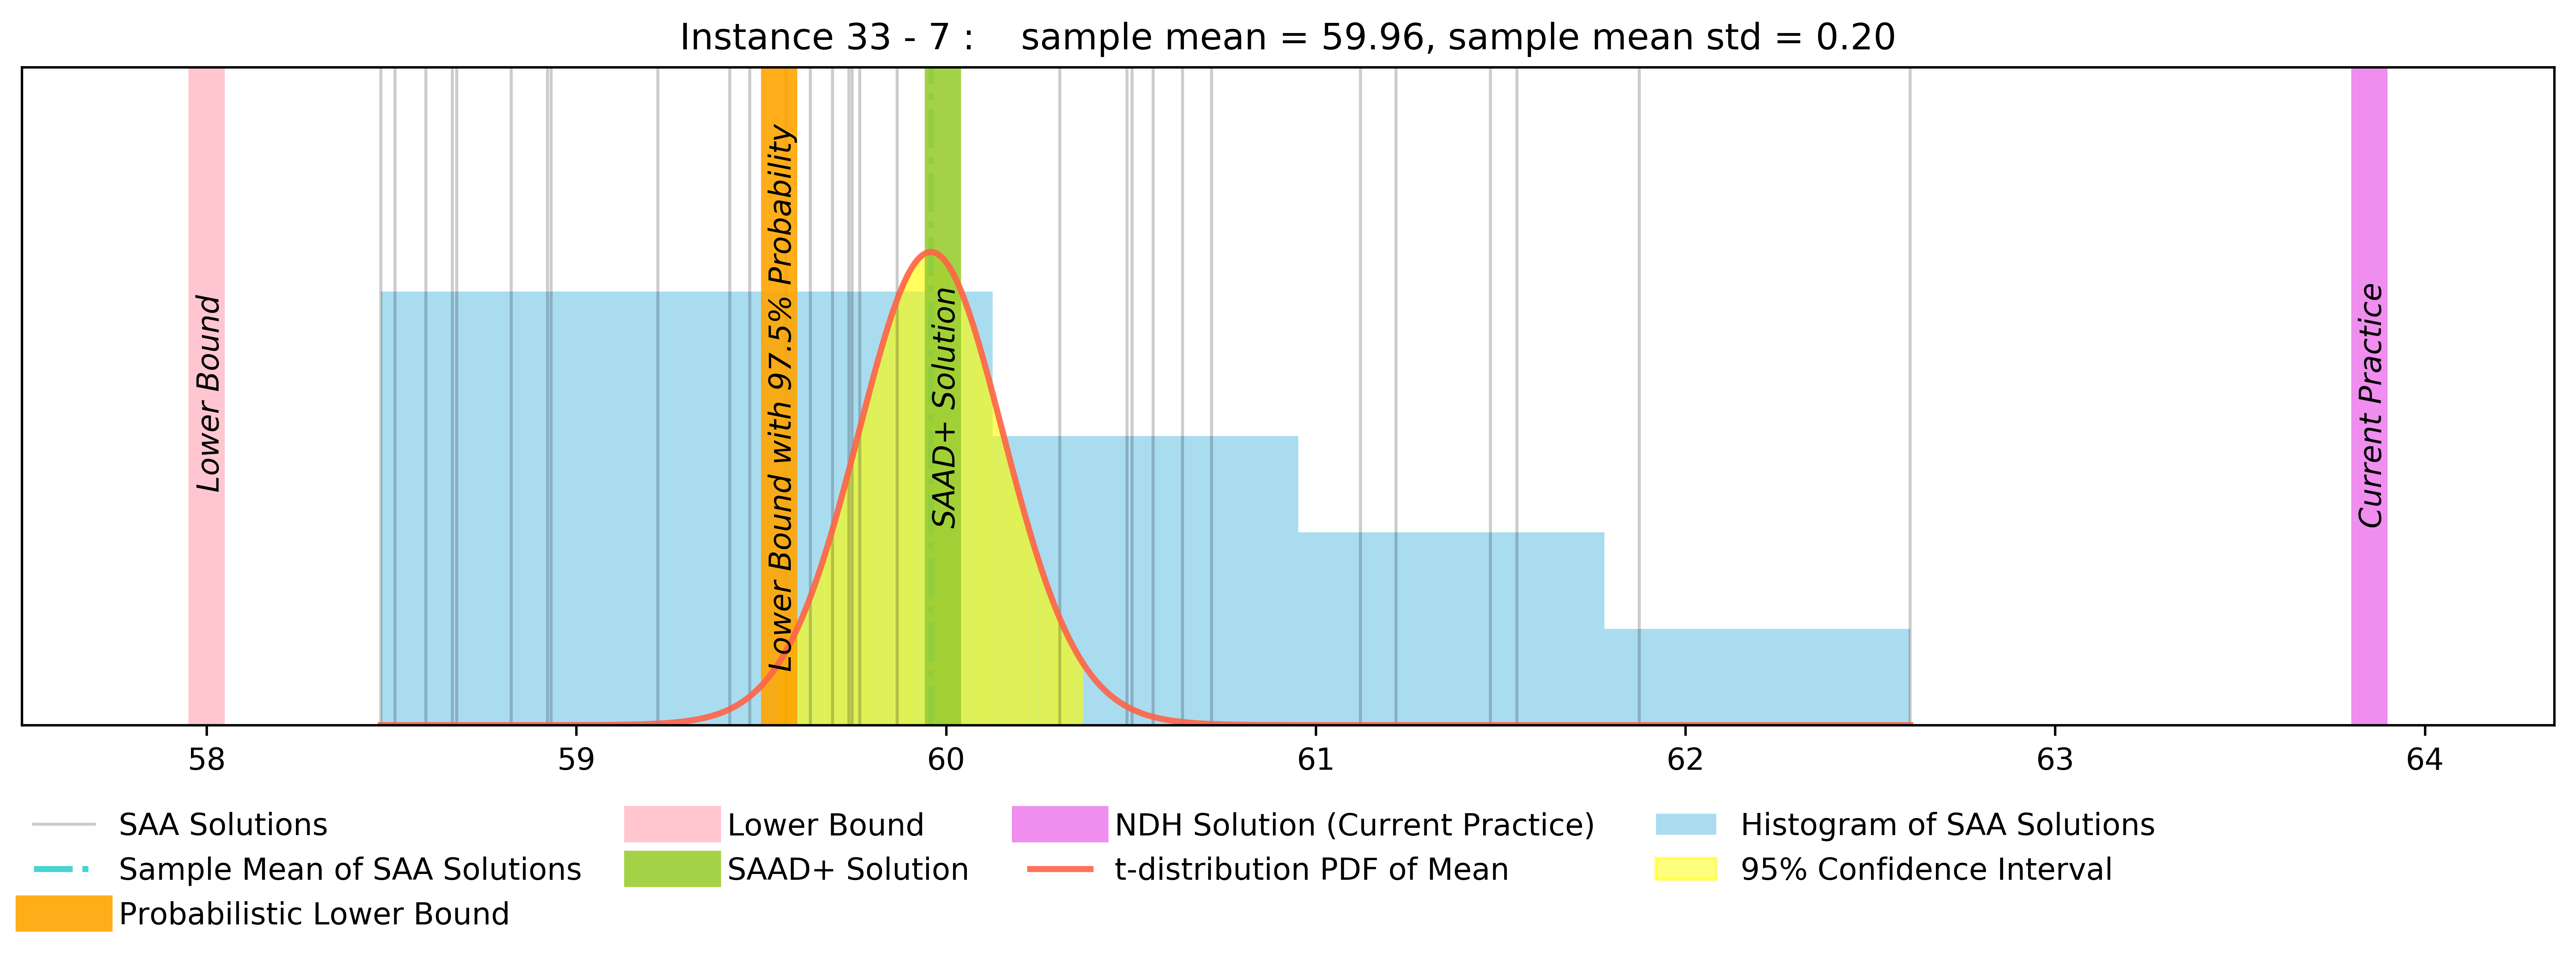 Instance 33 - 7 :    sample mean = 59.96, sample mean std = 0.20
Lower Bound
Lower Bound with 97.5% Probability
SAAD+ Solution
Current Practice
58 59 60 61 62 63 64
SAA Solutions
Sample Mean of SAA Solutions
Probabilistic Lower Bound
Lower Bound
SAAD+ Solution
NDH Solution (Current Practice)
t-distribution PDF of Mean
Histogram of SAA Solutions
95% Confidence Interval